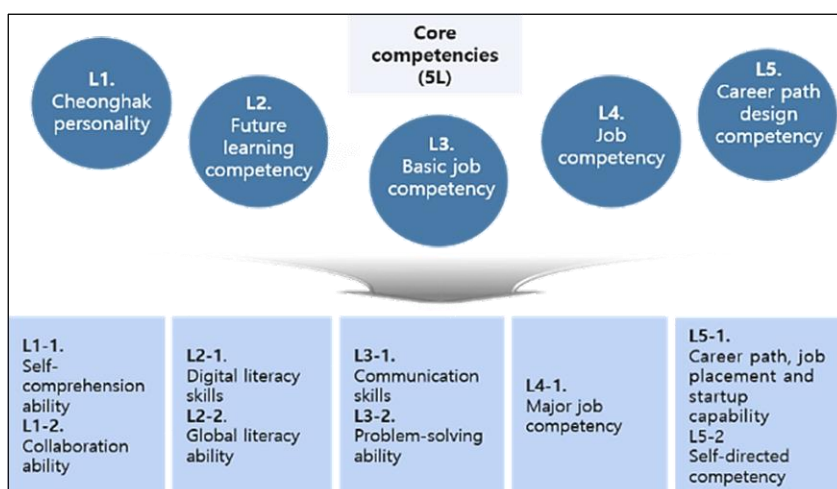 Core
competencies
(5L)
L1.
Cheonghak
personality
L2.
Future
learning
competency
L3.
Basic job
competency
L4.
Job
competency
L5.
Career path
design
competency
L1-1.
Self-
comprehension
ability
L1-2.
Collaboration
ability
L2-1.
Digital literacy
skills
L2-2.
Global literacy
ability
L3-1.
Communication
skills
L3-2.
Problem-solving
ability
L4-1.
Major job
competency
L5-1.
Career path, job
placement and
startup
capability
L5-2
Self-directed
competency